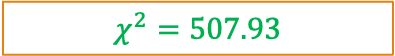 χ² = 507.93